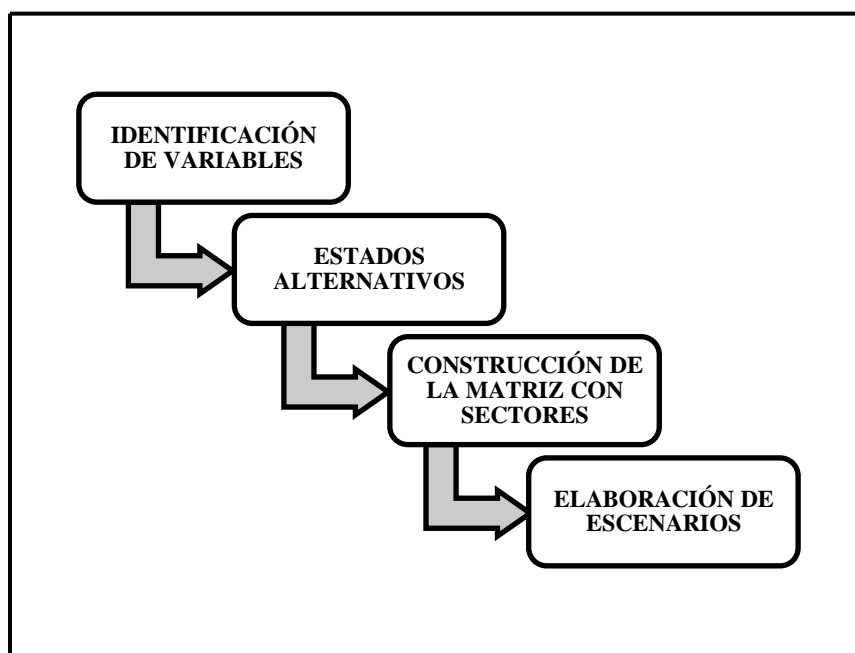 IDENTIFICACIÓN
DE VARIABLES
ESTADOS
ALTERNATIVOS
CONSTRUCCIÓN DE
LA MATRIZ CON
SECTORES
ELABORACIÓN DE
ESCENARIOS